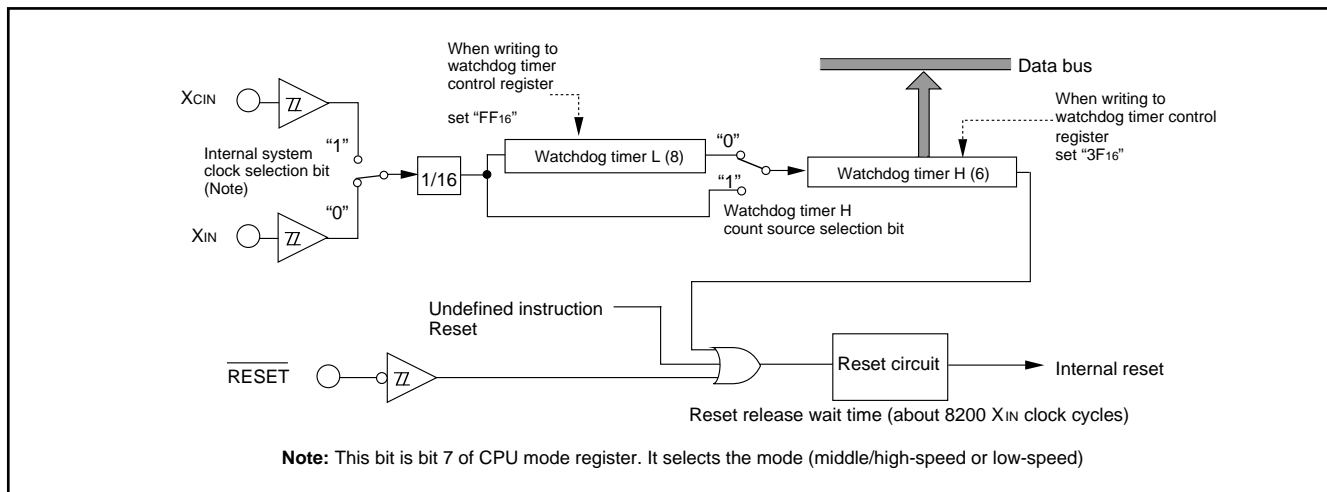 When writing to
watchdog timer
control register
set “FF16”
Data bus
When writing to
watchdog timer control
register
set “3F16”
XCIN
“1”
Internal system
clock selection bit
(Note)
“0”
XIN
1/16
Watchdog timer L (8)
“0”
“1”
Watchdog timer H
count source selection bit
Watchdog timer H (6)
Undefined instruction
Reset
RESET
Reset circuit
Internal reset
Reset release wait time (about 8200 XIN clock cycles)
Note: This bit is bit 7 of CPU mode register. It selects the mode (middle/high-speed or low-speed)